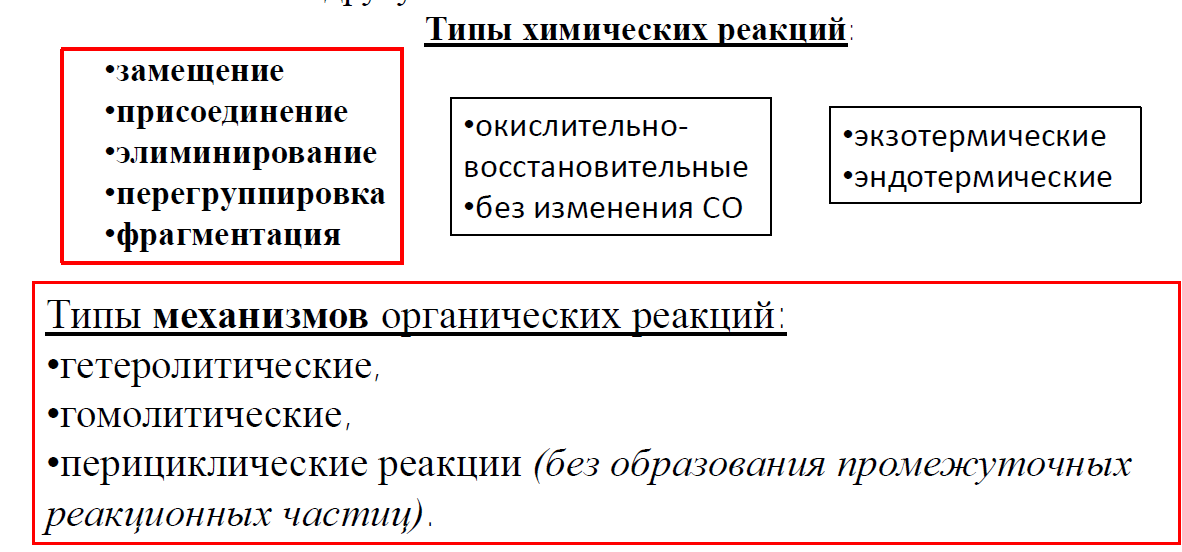 Типы химических реакций:
•замещение
•присоединение
•элиминирование
•перегруппировка
•фрагментация
•окислительно-
восстановительные
•без изменения СО
•экзотермические
•эндотермические
Типы механизмов органических реакций:
•гетеролитические,
•гомолитические,
•перициклические реакции (без образования промежуточных
реакционных частиц).